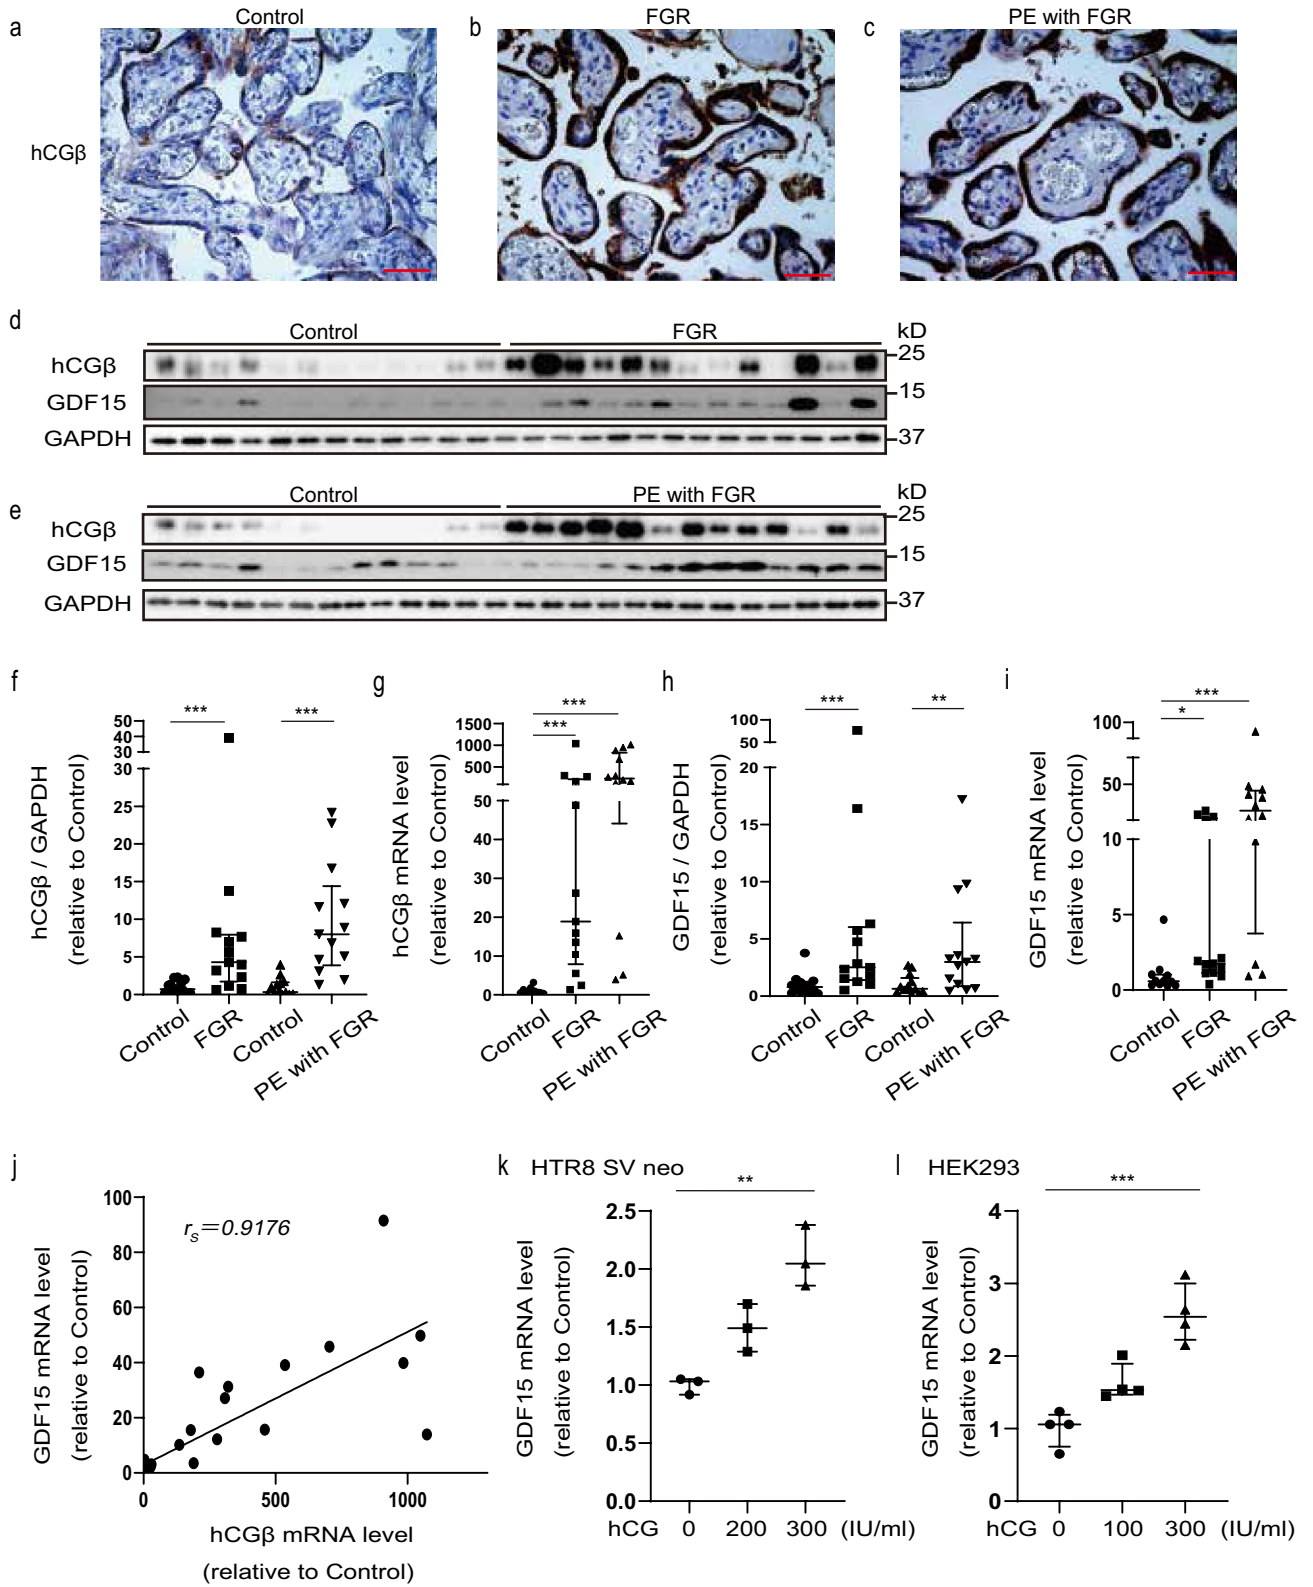 a Control
b FGR
c PE with FGR
hCGβ
d Control FGR kD
hCGβ 25
GDF15 15
GAPDH 37
e Control PE with FGR kD
hCGβ 25
GDF15 15
GAPDH 37
f
hCGβ / GAPDH
(relative to Control)
*** ***
50
40
30
30
25
20
15
10
5
0
Control FGR Control PE with FGR
g
hCGβ mRNA level
(relative to Control)
***
***
1500
1000
500
50
40
30
20
10
0
Control FGR PE with FGR
h
GDF15 / GAPDH
(relative to Control)
*** **
100
50
20
15
10
5
0
Control FGR Control PE with FGR
i
GDF15 mRNA level
(relative to Control)
***
*
100
50
10
5
0
Control FGR PE with FGR
j
GDF15 mRNA level
(relative to Control)
rs=0.9176
100
80
60
40
20
0
0 500 1000
hCGβ mRNA level
(relative to Control)
k HTR8 SV neo
GDF15 mRNA level
(relative to Control)
**
2.5
2.0
1.5
1.0
0.5
0.0
hCG 0 200 300 (IU/ml)
l HEK293
GDF15 mRNA level
(relative to Control)
***
4
3
2
1
0
hCG 0 100 300 (IU/ml)